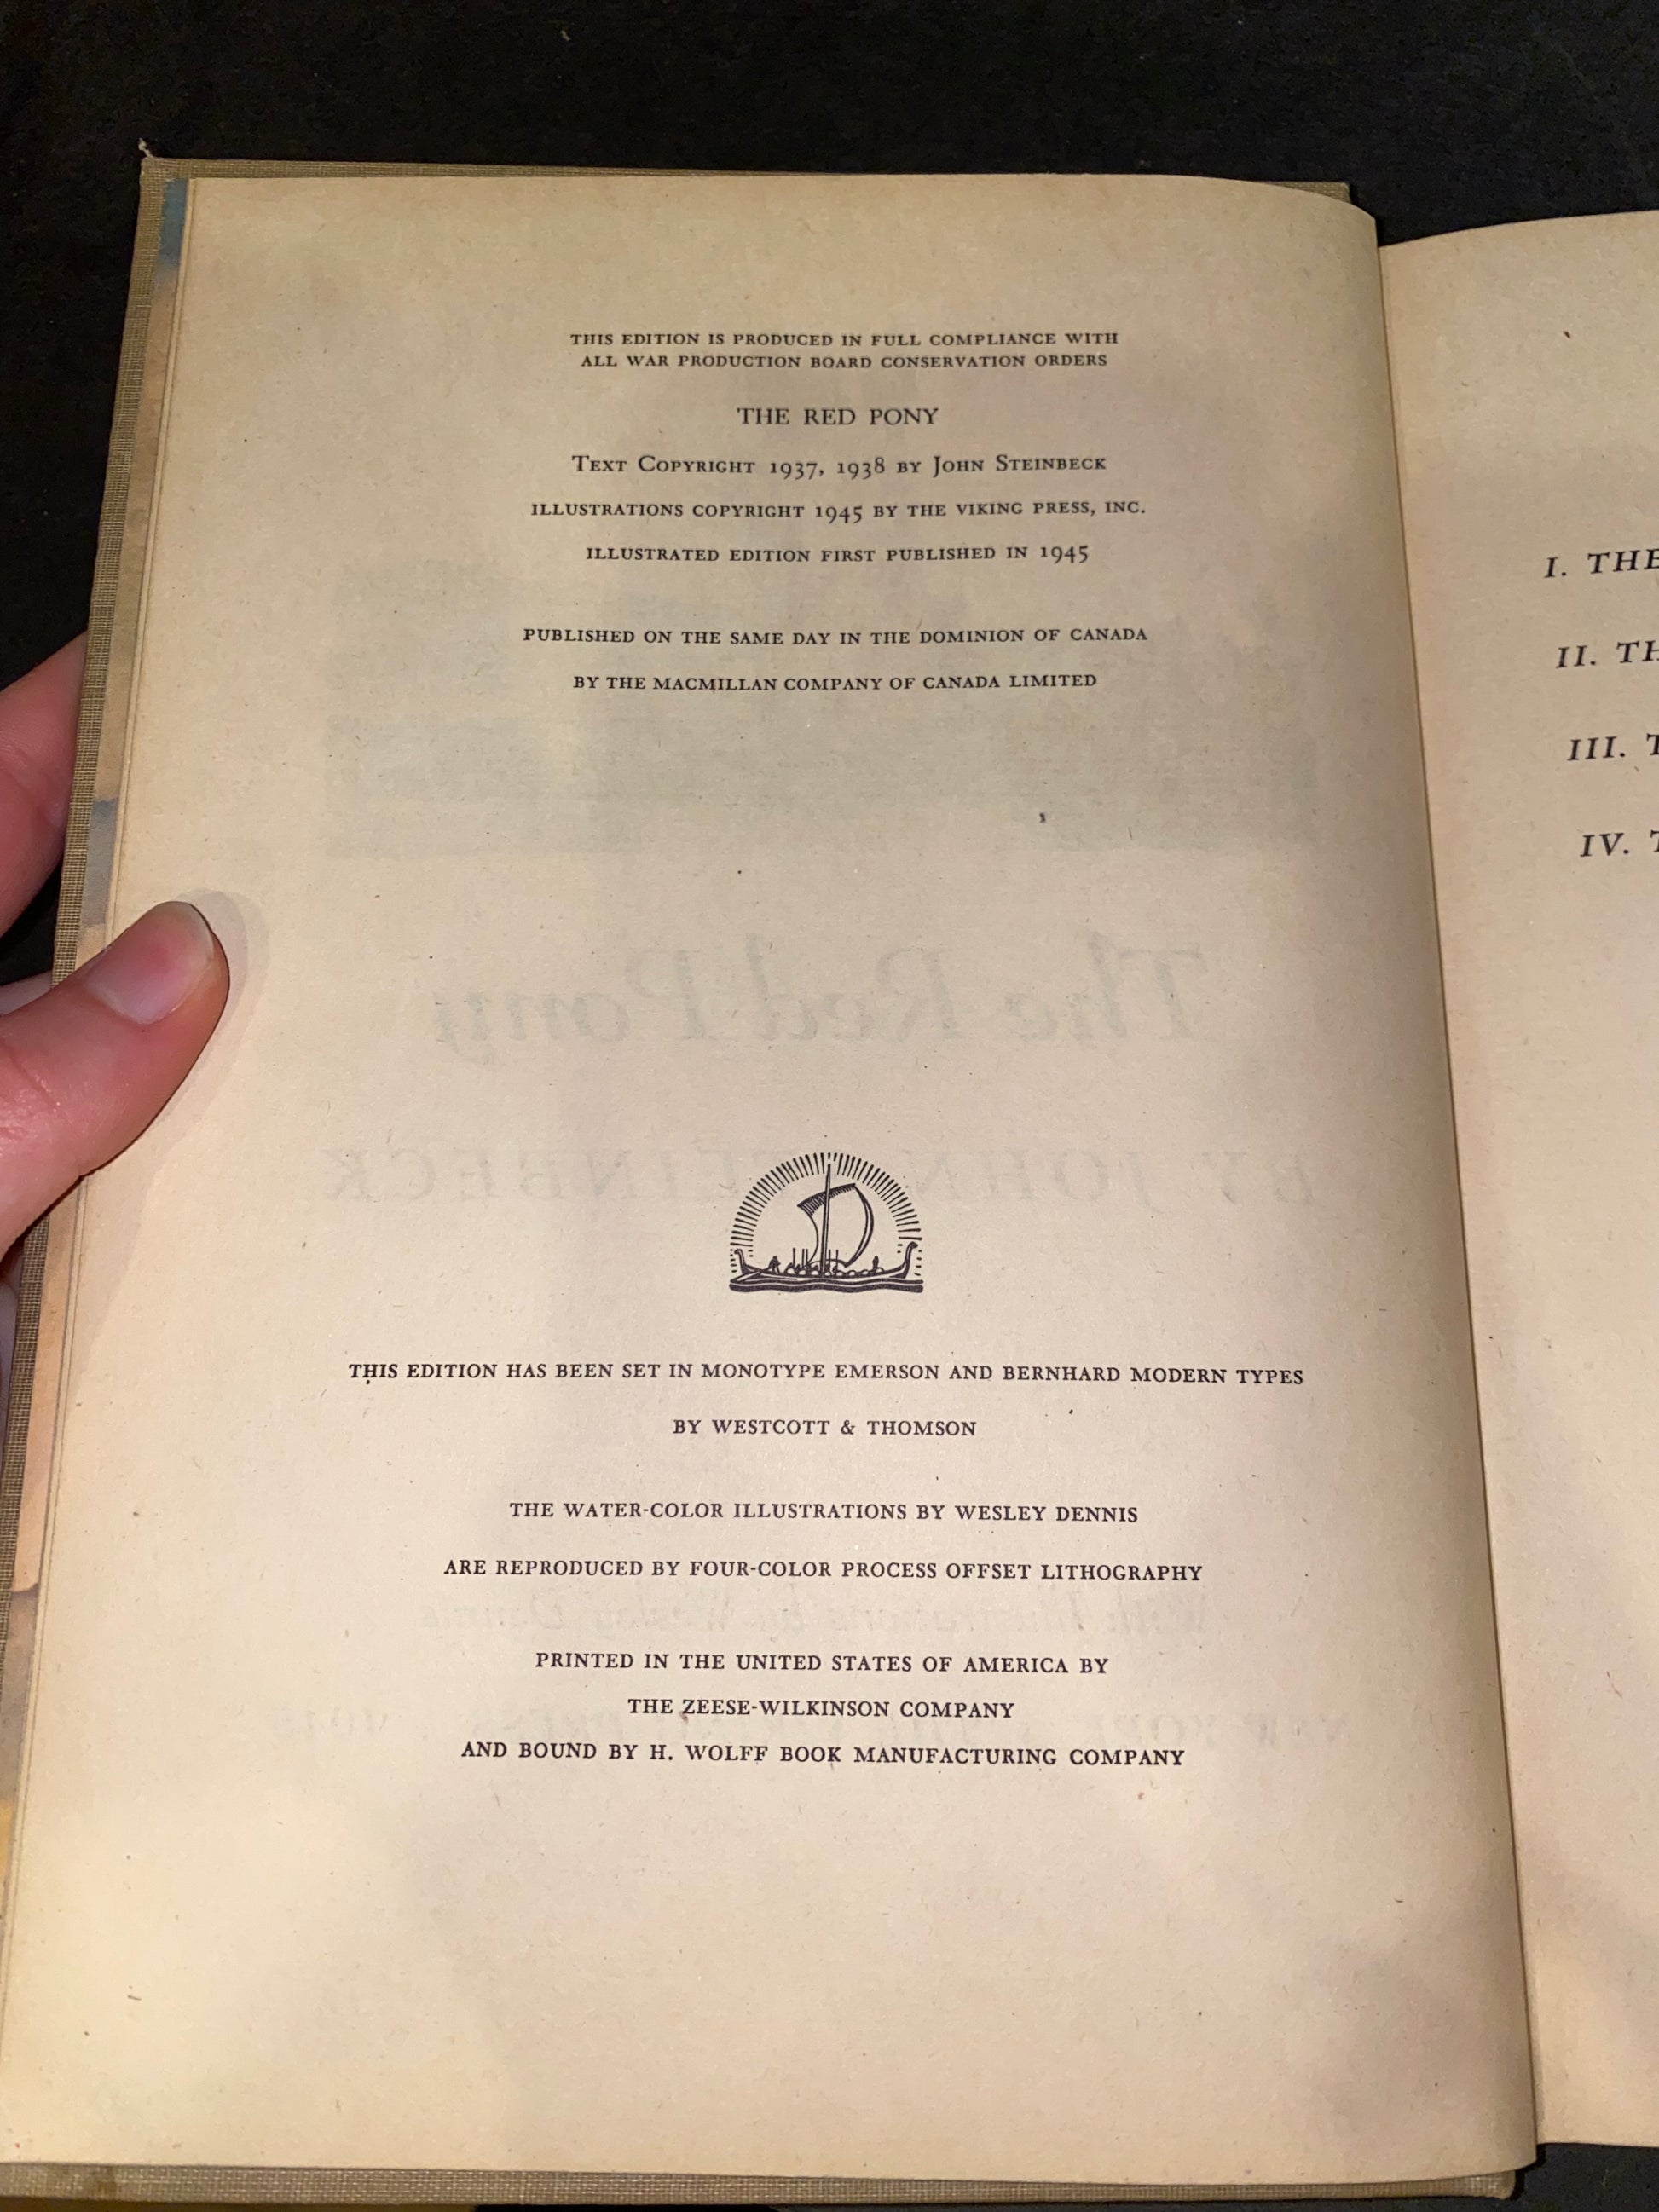 THIS EDITION IS PRODUCED IN FULL COMPLIANCE WITH
ALL WAR PRODUCTION BOARD CONSERVATION ORDERS
THE RED PONY
TEXT COPYRIGHT 1937, 1938 BY JOHN STEINBECK
ILLUSTRATIONS COPYRIGHT 1945 BY THE VIKING PRESS, INC.
ILLUSTRATED EDITION FIRST PUBLISHED IN 1945
PUBLISHED ON THE SAME DAY IN THE DOMINION OF CANADA
BY THE MACMILLAN COMPANY OF CANADA LIMITED
THIS EDITION HAS BEEN SET IN MONOTYPE EMERSON AND BERNHARD MODERN TYPES
BY WESTCOTT & THOMSON
THE WATER-COLOR ILLUSTRATIONS BY WESLEY DENNIS
ARE REPRODUCED BY FOUR-COLOR PROCESS OFFSET LITHOGRAPHY
PRINTED IN THE UNITED STATES OF AMERICA BY
THE ZEESE-WILKINSON COMPANY
AND BOUND BY H. WOLFF BOOK MANUFACTURING COMPANY
I. THE
II.
III.
IV.